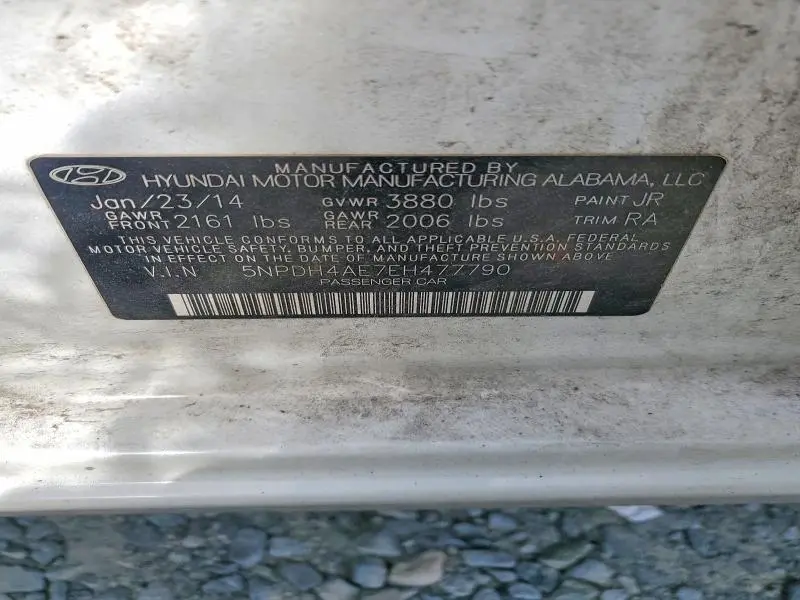 MANUFACTURED BY
HYUNDAI MOTOR MANUFACTURING ALABAMA, LLC
Jan/23/14 GVWR 3880 lbs PAINT JR
GAWR FRONT 2161 lbs GAWR REAR 2006 lbs TRIM RA
THIS VEHICLE CONFORMS TO ALL APPLICABLE U.S.A. FEDERAL
MOTOR VEHICLE SAFETY, BUMPER, AND THEFT PREVENTION STANDARDS
IN EFFECT ON THE DATE OF MANUFACTURE SHOWN ABOVE
V.I.N 5NPDH4AE7EH477790
PASSENGER CAR